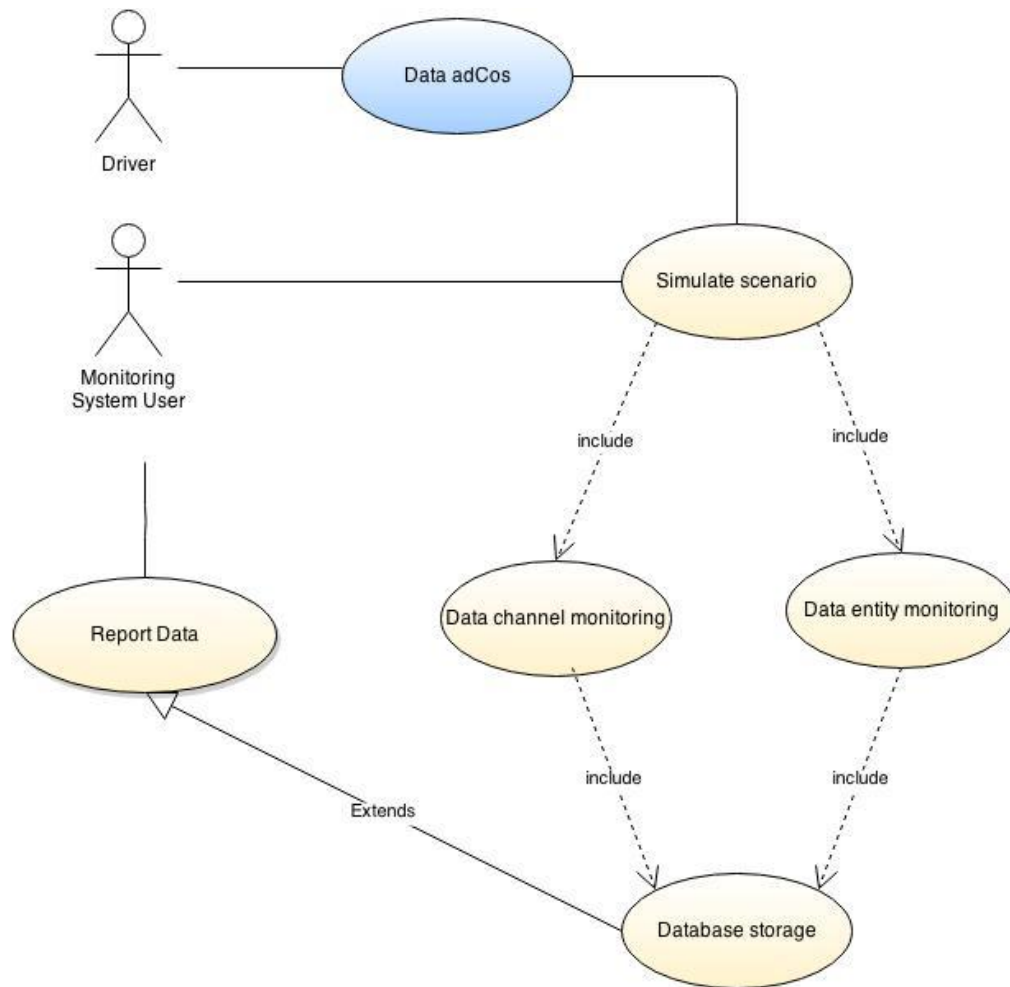 Data adCos
Driver
Simulate scenario
Monitoring
System User
include
include
Data channel monitoring
Data entity monitoring
Report Data
include
include
Extends
Database storage